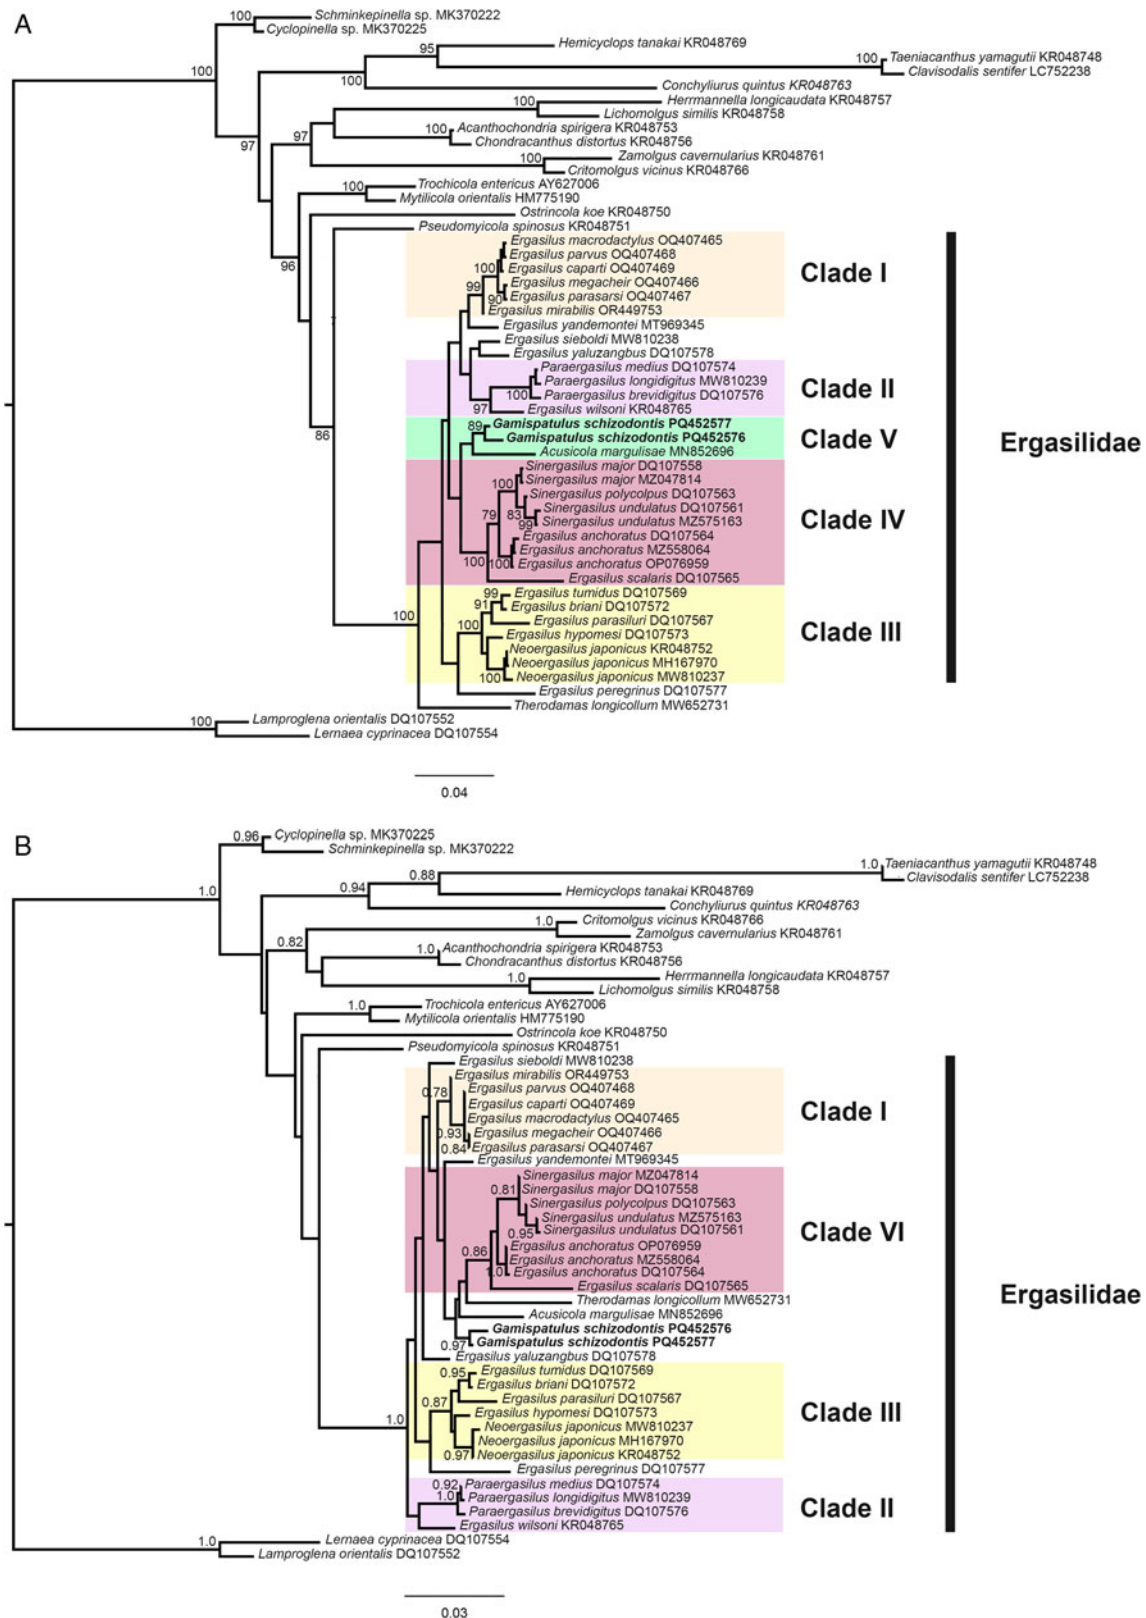 A
100
Schminkepinella sp. MK370222
Cyclopinella sp. MK370225
95
Hemicyclops tanakai KR048769
100
Taeniacanthus yamagutii KR048748
Clavisodalis sentifer LC752238
100
100
Conchyliurus quintus KR048763
100
Herrmannella longicaudata KR048757
Lichomolgus similis KR048758
97
97
100
Acanthochondria spirigera KR048753
Chondracanthus distortus KR048756
100
Zamolgus cavernularius KR048761
Critomolgus vicinus KR048766
100
Trochicola entericus AY627006
Mytilicola orientalis HM775190
Ostrincola koe KR048750
Pseudomyicola spinosus KR048751
96
Ergasilus macrodactylus OQ407465
Ergasilus parvus OQ407468
100
Ergasilus caparti OQ407469
Clade I
99
Ergasilus megacheir OQ407466
90
Ergasilus parasarsi OQ407467
Ergasilus mirabilis OR449753
Ergasilus yandemontei MT969345
Ergasilus sieboldi MW810238
Ergasilus yaluzangbus DQ107578
Paraergasilus medius DQ107574
Paraergasilus longidigitus MW810239
Clade II
100
Paraergasilus brevidigitus DQ107576
97
Ergasilus wilsoni KR048765
89
Gamispatulus schizodontis PQ452577
86
Gamispatulus schizodontis PQ452576
Clade V
Ergasilidae
Acusicola margulisae MN852696
Sinergasilus major DQ107558
100
Sinergasilus major MZ047814
Sinergasilus polycolpus DQ107563
79
83
Sinergasilus undulatus DQ107561
Clade IV
99
Sinergasilus undulatus MZ575163
Ergasilus anchoratus DQ107564
Ergasilus anchoratus MZ558064
100
100
Ergasilus anchoratus OP076959
Ergasilus scalaris DQ107565
99
Ergasilus tumidus DQ107569
91
Ergasilus briani DQ107572
100
100
Ergasilus parasiluri DQ107567
Clade III
Ergasilus hypomesi DQ107573
Neoergasilus japonicus KR048752
Neoergasilus japonicus MH167970
100
Neoergasilus japonicus MW810237
Ergasilus peregrinus DQ107577
Therodamas longicollum MW652731
100
Lamproglena orientalis DQ107552
Lernaea cyprinacea DQ107554
0.04
B
0.96
Cyclopinella sp. MK370225
Schminkepinella sp. MK370222
1.0
1.0
Taeniacanthus yamagutii KR048748
Clavisodalis sentifer LC752238
0.88
0.94
Hemicyclops tanakai KR048769
Conchyliurus quintus KR048763
1.0
Critomolgus vicinus KR048766
Zamolgus cavernularius KR048761
0.82
1.0
Acanthochondria spirigera KR048753
Chondracanthus distortus KR048756
1.0
Herrmannella longicaudata KR048757
Lichomolgus similis KR048758
1.0
Trochicola entericus AY627006
Mytilicola orientalis HM775190
Ostrincola koe KR048750
Pseudomyicola spinosus KR048751
Ergasilus sieboldi MW810238
Ergasilus mirabilis OR449753
0.78
Ergasilus parvus OQ407468
Ergasilus caparti OQ407469
Clade I
Ergasilus macrodactylus OQ407465
0.93
Ergasilus megacheir OQ407466
0.84
Ergasilus parasarsi OQ407467
Ergasilus yandemontei MT969345
Sinergasilus major MZ047814
0.81
Sinergasilus major DQ107558
Sinergasilus polycolpus DQ107563
Sinergasilus undulatus MZ575163
Clade VI
0.95
Sinergasilus undulatus DQ107561
0.86
Ergasilus anchoratus OP076959
Ergasilus anchoratus MZ558064
1.0
Ergasilus anchoratus DQ107564
Ergasilus scalaris DQ107565
Ergasilidae
Therodamas longicollum MW652731
Acusicola margulisae MN852696
Gamispatulus schizodontis PQ452576
0.97
Gamispatulus schizodontis PQ452577
Ergasilus yaluzangbus DQ107578
0.95
Ergasilus tumidus DQ107569
Ergasilus briani DQ107572
0.87
Ergasilus parasiluri DQ107567
Clade III
1.0
Ergasilus hypomesi DQ107573
Neoergasilus japonicus MW810237
Neoergasilus japonicus MH167970
0.97
Neoergasilus japonicus KR048752
Ergasilus peregrinus DQ107577
0.92
Paraergasilus medius DQ107574
1.0
Paraergasilus longidigitus MW810239
Clade II
Paraergasilus brevidigitus DQ107576
Ergasilus wilsoni KR048765
1.0
Lernaea cyprinacea DQ107554
Lamproglena orientalis DQ107552
0.03